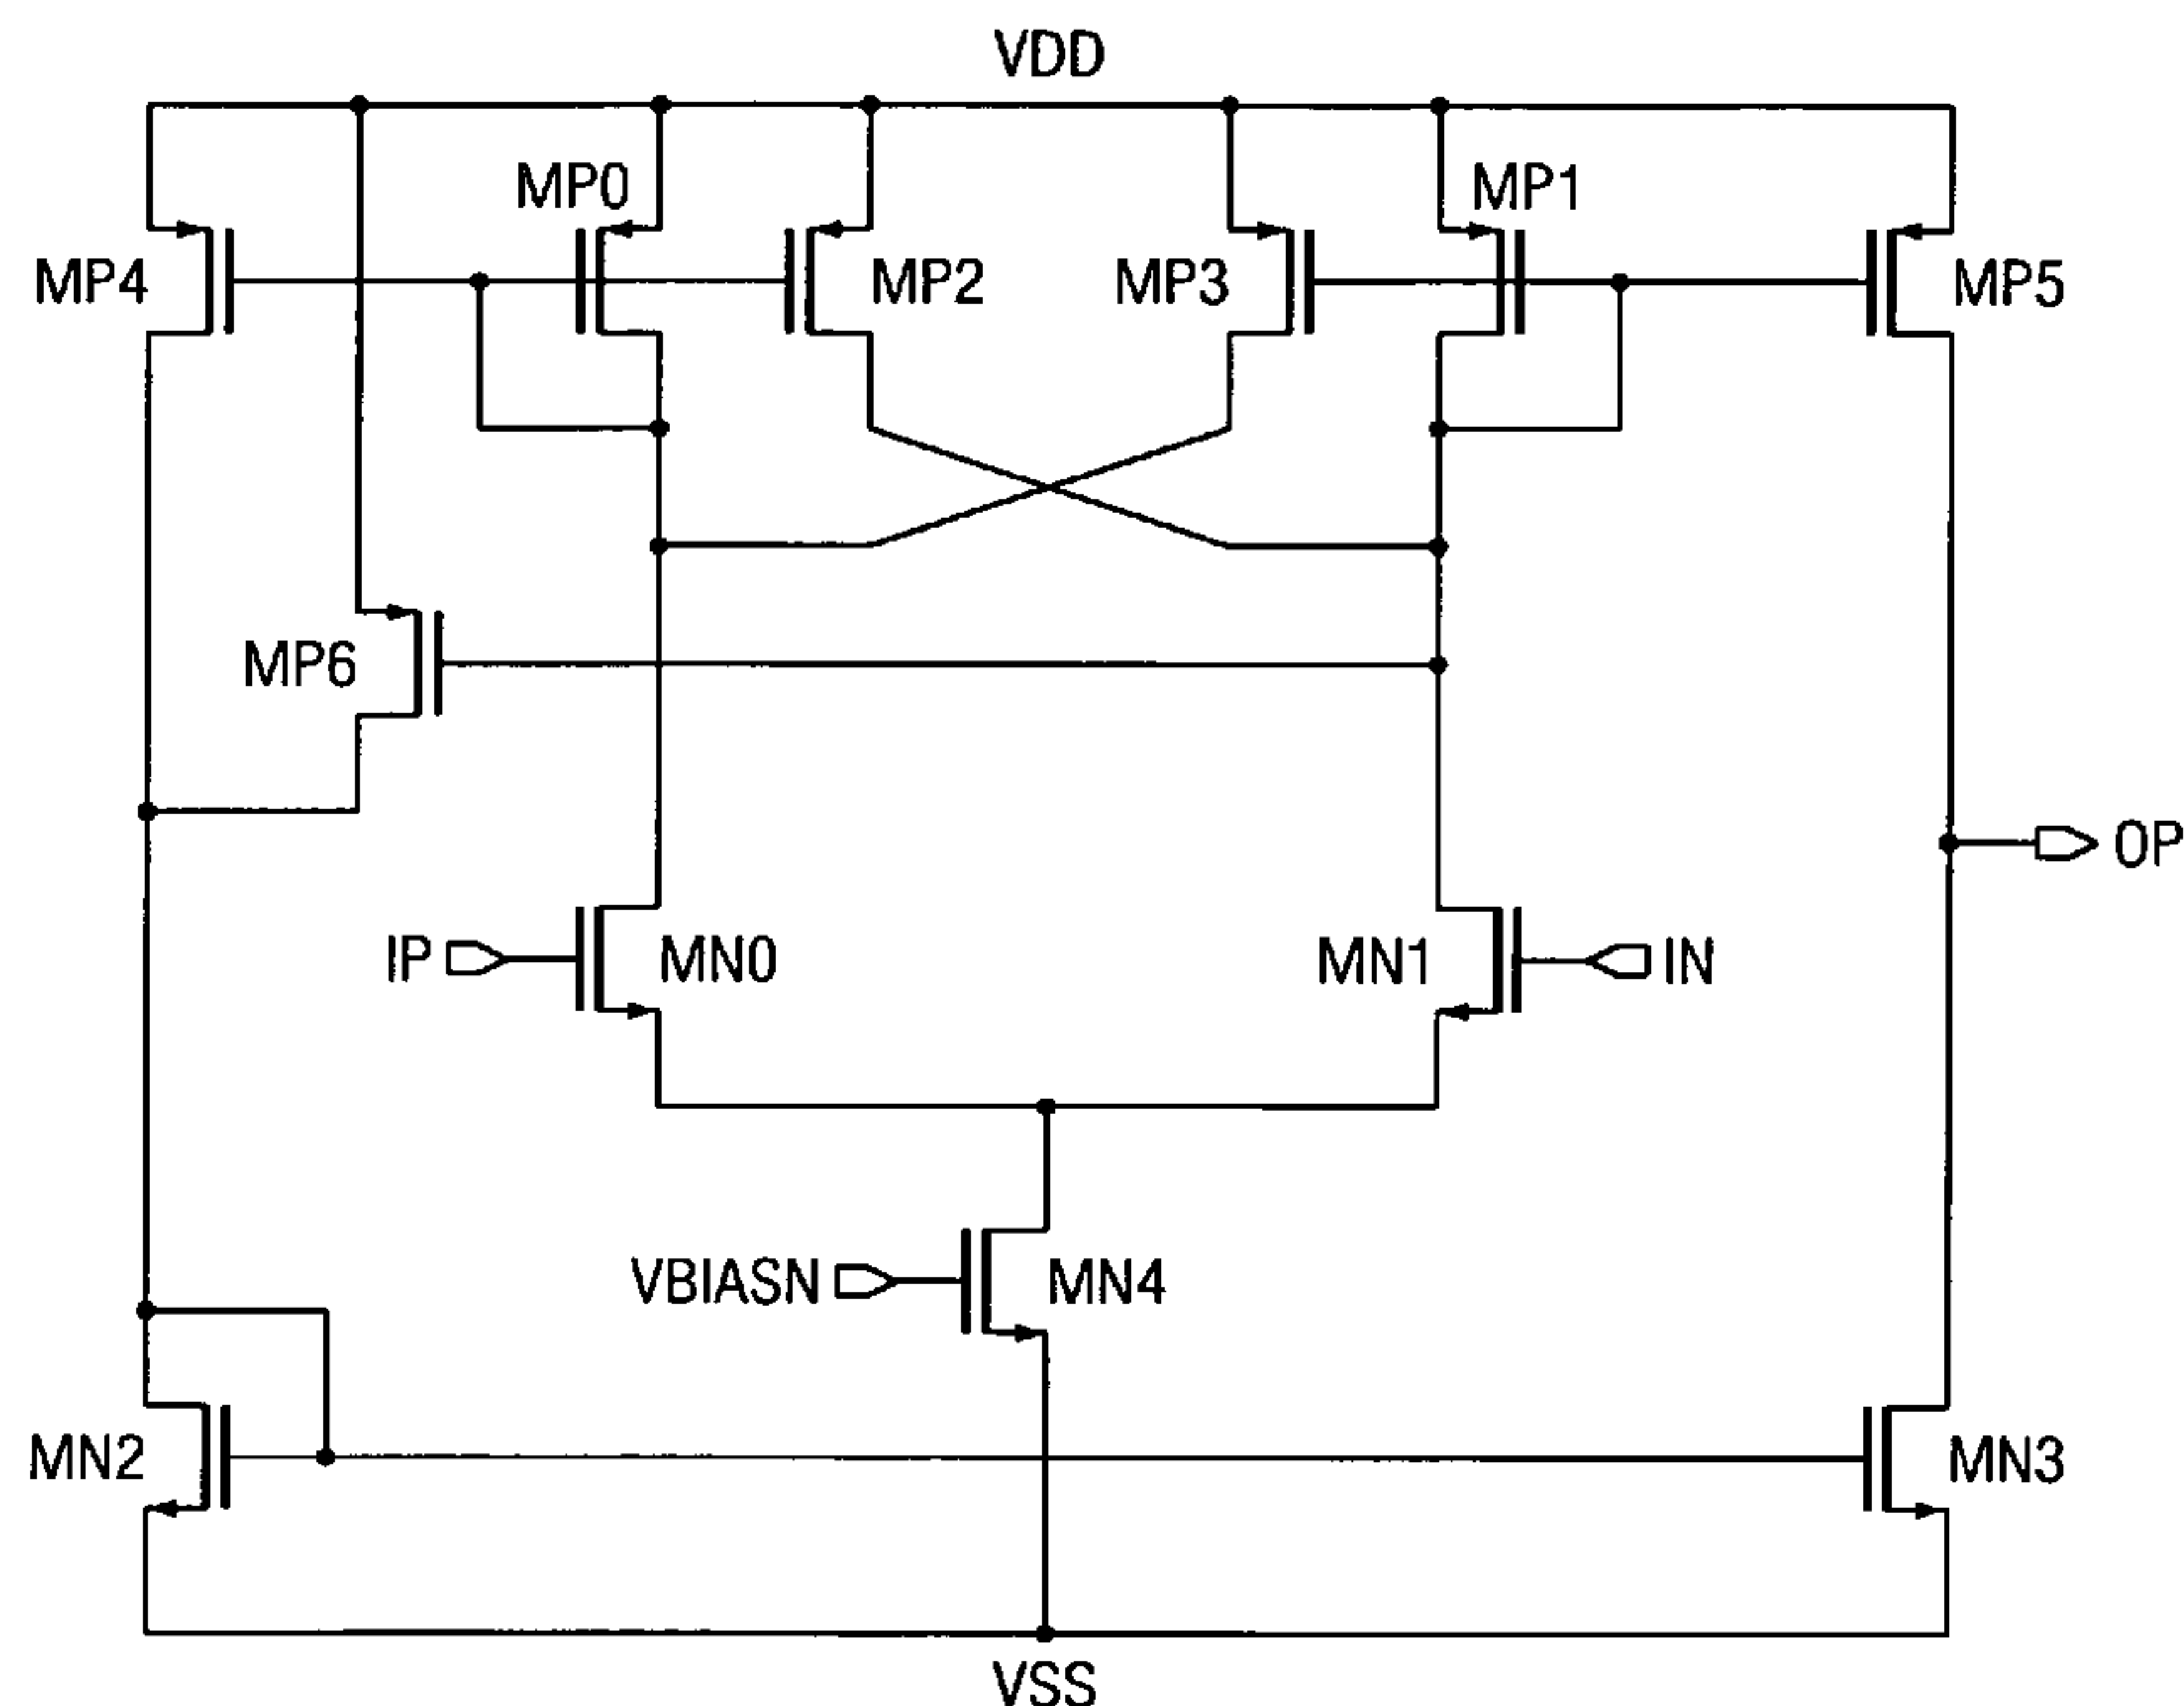 VDD
MP0
MP1
MP4
MP2
MP3
MP5
MP6
OP
IP
MN0
MN1
IN
VBIASN
MN4
MN2
MN3
VSS